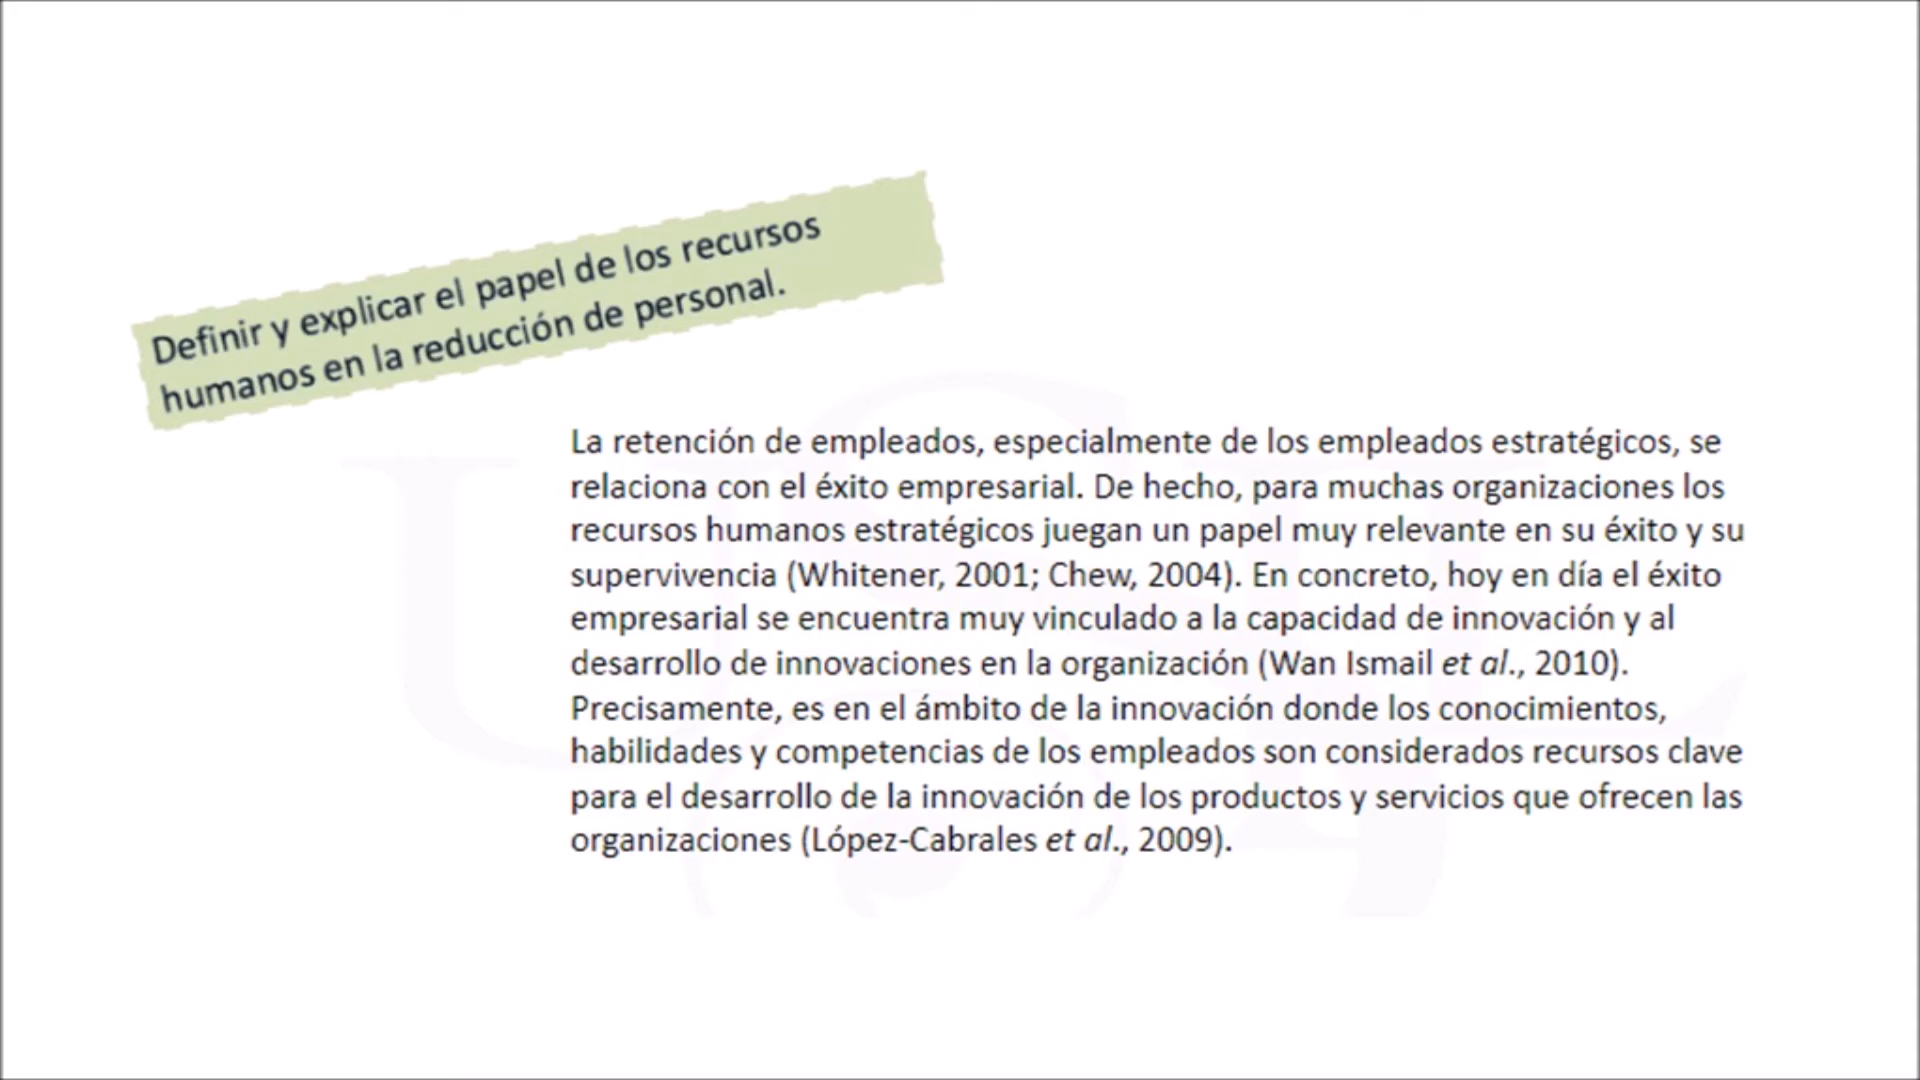 Definir y explicar el papel de los recursos
humanos en la reducción de personal.
La retención de empleados, especialmente de los empleados estratégicos, se
relaciona con el éxito empresarial. De hecho, para muchas organizaciones los
recursos humanos estratégicos juegan un papel muy relevante en su éxito y su
supervivencia (Whitener, 2001; Chew, 2004). En concreto, hoy en día el éxito
empresarial se encuentra muy vinculado a la capacidad de innovación y al
desarrollo de innovaciones en la organización (Wan Ismail et al., 2010).
Precisamente, es en el ámbito de la innovación donde los conocimientos,
habilidades y competencias de los empleados son considerados recursos clave
para el desarrollo de la innovación de los productos y servicios que ofrecen las
organizaciones (López-Cabrales et al., 2009).